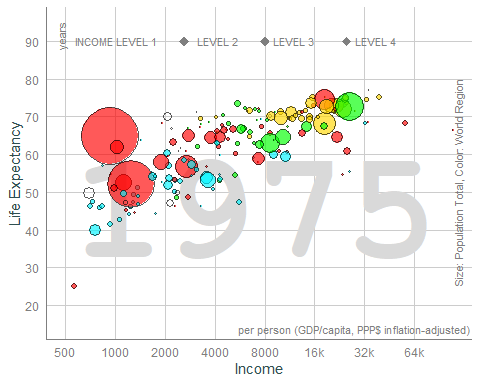 years
INCOME LEVEL 1 LEVEL 2 LEVEL 3 LEVEL 4
90
80
70
60
50
40
30
20
Life Expectancy
1975
Size: Population Total, Color: World Region
per person (GDP/capita, PPP$ inflation-adjusted)
500 1000 2000 4000 8000 16k 32k 64k
Income